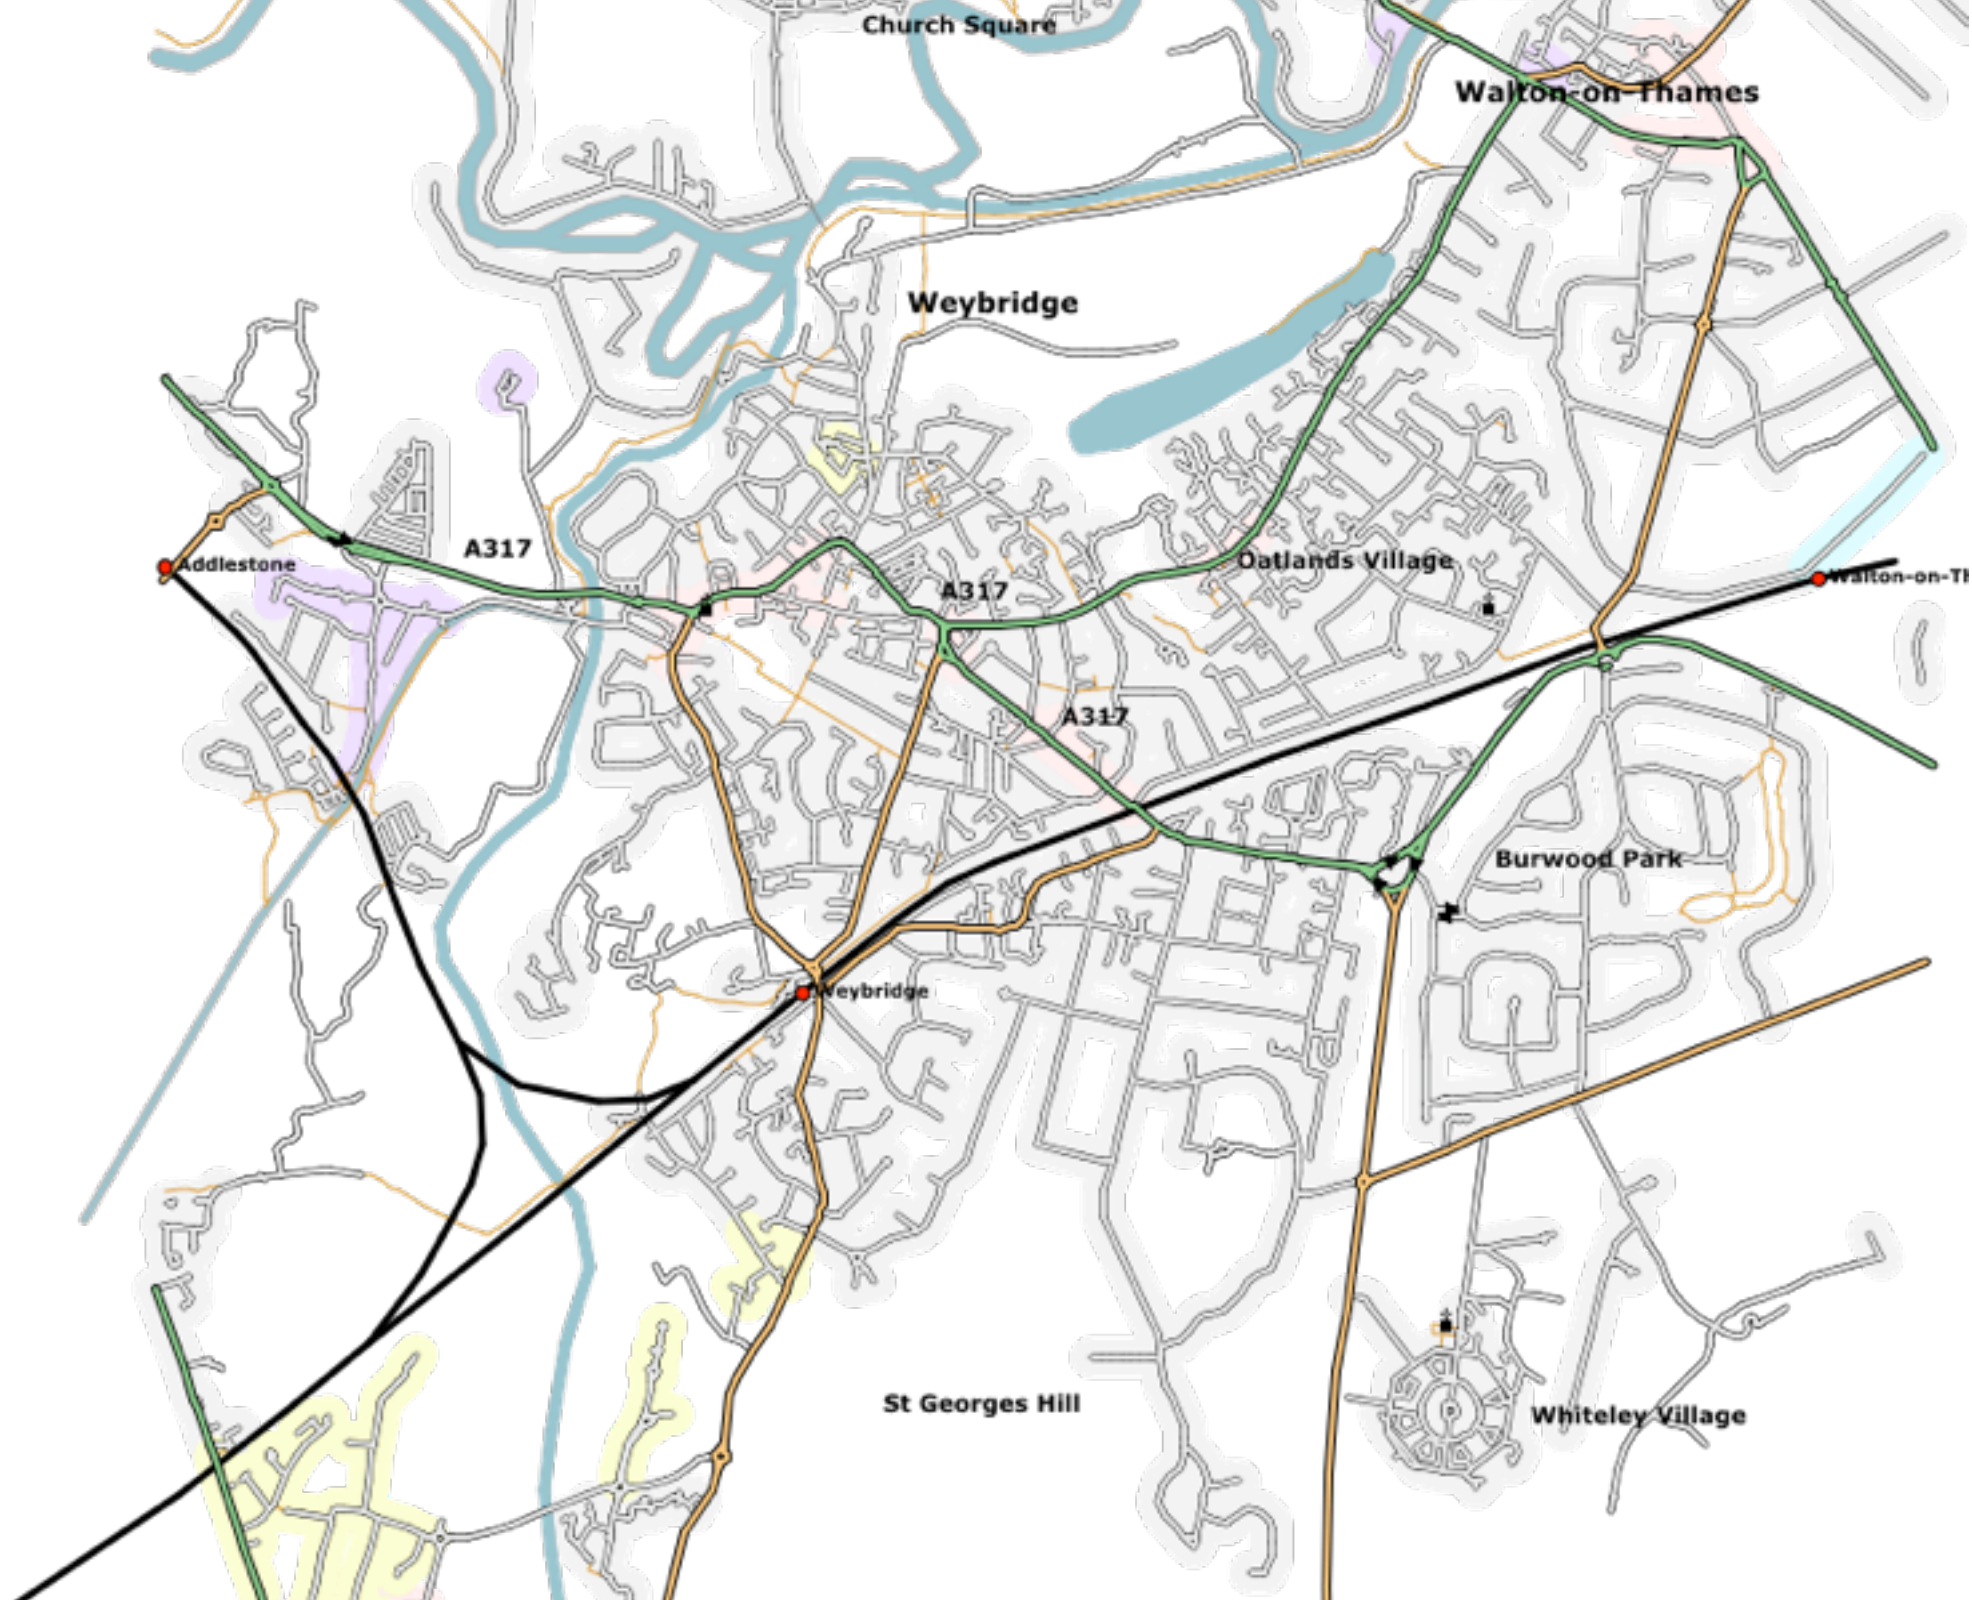 Church Square
Walton-on-Thames
Weybridge
A317
Addlestone
Oatlands Village
A317
Walton-on-Th
A317
Burwood Park
Weybridge
St Georges Hill
Whiteley Village